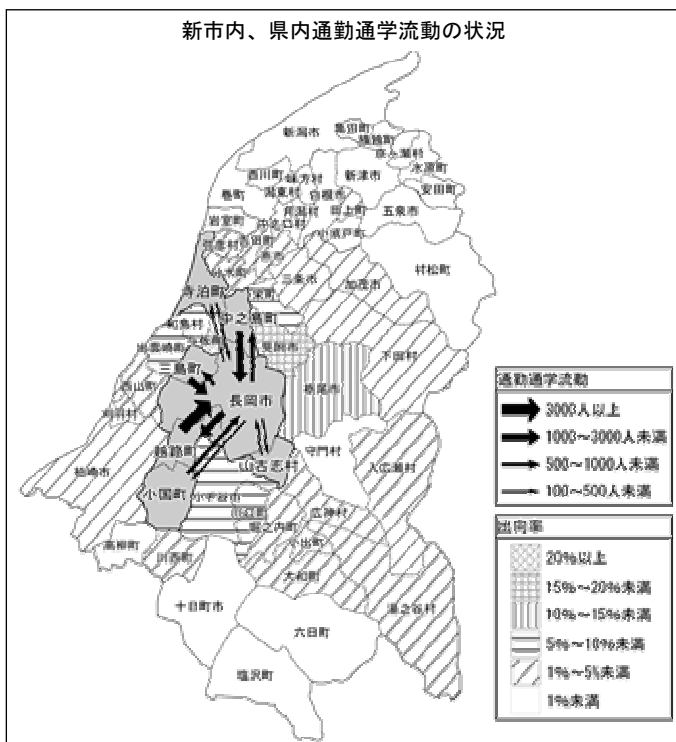 新市内、県内通勤通学流動の状況
新潟市
亀田町
横越町
京ヶ瀬村
水原町
安田町
西川町
味方村
新津市
潟東村
白根市
巻町
月潟村
田上町
五泉市
岩室村
中之口村
小須戸町
弥彦村
吉田町
村松町
燕市
分水町
三条市
加茂市
寺泊町
栄町
中之島町
下田村
和島村
与板町
出雲崎町
見附市
三島町
栃尾市
西山町
長岡市
刈羽村
越路町
守門村
入広瀬村
柏崎市
山古志村
小国町
小千谷市
川口町
広神村
堀之内町
高柳町
小出町
川西町
大和町
湯之谷村
十日町市
六日町
塩沢町
通勤通学流動
3000人以上
1000～3000人未満
500～1000人未満
100～500人未満
出向率
20%以上
15%～20%未満
10%～15%未満
5%～10%未満
1%～5%未満
1%未満